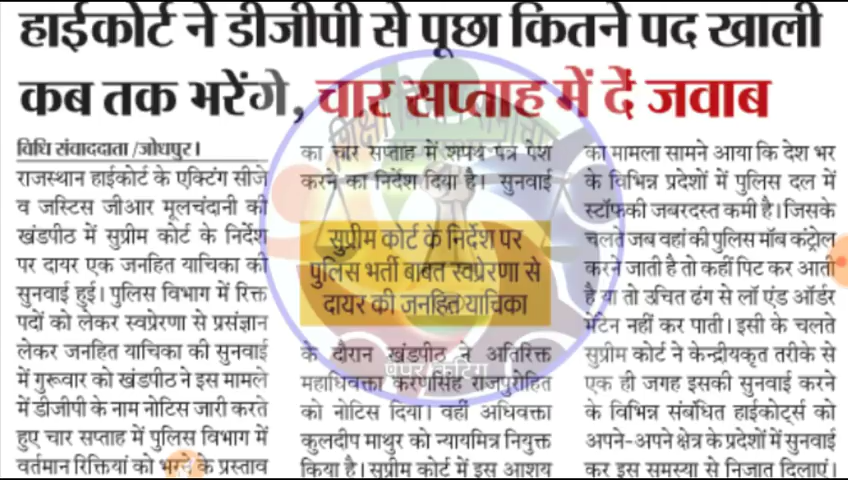 हाईकोर्ट ने डीजीपी से पूछा कितने पद खाली
कब तक भरेंगे, चार सप्ताह में दें जवाब
विधि संवाददाता /जोधपुर।
राजस्थान हाईकोर्ट के एक्टिंग सीजे
व जस्टिस जीआर मूलचंदानी की
खंडपीठ में सुप्रीम कोर्ट के निर्देश
पर दायर एक जनहित याचिका की
सुनवाई हुई। पुलिस विभाग में रिक्त
पदों को लेकर स्वप्रेरणा से प्रसंज्ञान
लेकर जनहित याचिका की सुनवाई
में गुरूवार को खंडपीठ ने इस मामले
में डीजीपी के नाम नोटिस जारी करते
हुए चार सप्ताह में पुलिस विभाग में
वर्तमान रिक्तियां को भरने के प्रस्ताव
का चार सप्ताह में शपथ पत्र पेश
करने का निर्देश दिया है। सुनवाई
सुप्रीम कोर्ट के निर्देश पर
पुलिस भर्ती बाबत स्वप्रेरणा से
दायर की जनहित याचिका
के दौरान खंडपीठ ने अतिरिक्त
महाधिवक्ता करणसिंह राजपुरोहित
को नोटिस दिया। वहीं अधिवक्ता
कुलदीप माथुर को न्यायमित्र नियुक्त
किया है। सुप्रीम कोर्ट में इस आशय
का मामला सामने आया कि देश भर
के विभिन्न प्रदेशों में पुलिस दल में
स्टॉफकी जबरदस्त कमी है। जिसके
चलते जब वहां की पुलिस मॉब कंट्रोल
करने जाती है तो कहीं पिट कर आती
है या तो उचित ढंग से लॉ एंड ऑर्डर
मेंटेन नहीं कर पाती। इसी के चलते
सुप्रीम कोर्ट ने केन्द्रीयकृत तरीके से
एक ही जगह इसकी सुनवाई करने
के विभिन्न संबंधित हाईकोर्ट्स को
अपने-अपने क्षेत्र के प्रदेशों में सुनवाई
कर इस समस्या से निजात दिलाएं।
पेपर कटिंग